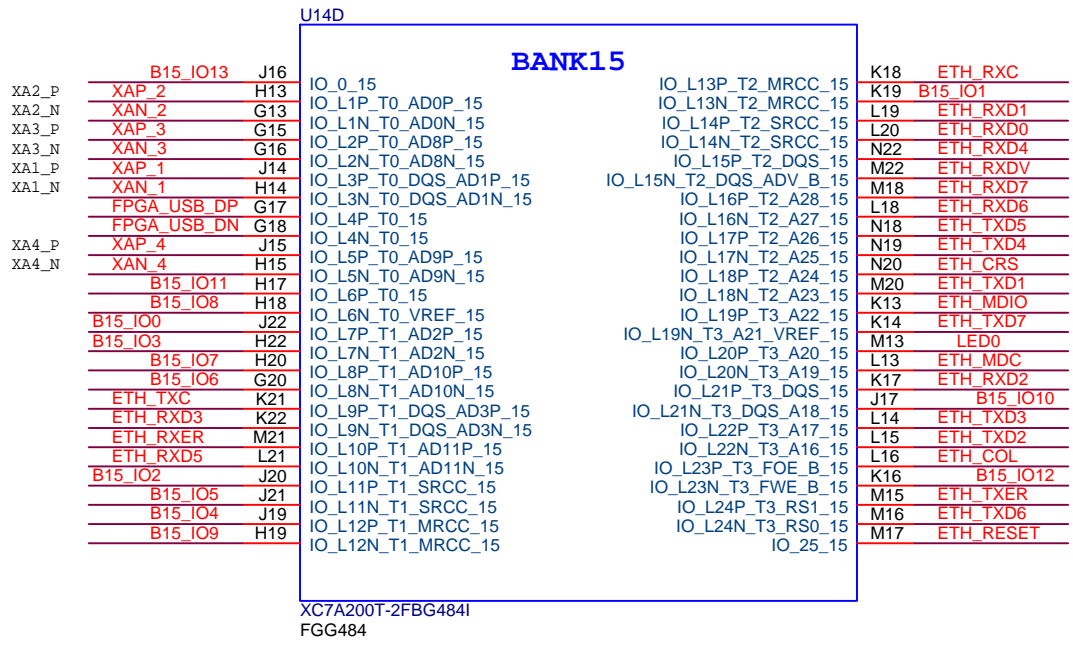 U14D
BANK15
B15_IO13 J16 IO_0_15
XA2_P XAP_2 H13 IO_L1P_T0_AD0P_15
XA2_N XAN_2 G13 IO_L1N_T0_AD0N_15
XA3_P XAP_3 G15 IO_L2P_T0_AD8P_15
XA3_N XAN_3 G16 IO_L2N_T0_AD8N_15
XA1_P XAP_1 J14 IO_L3P_T0_DQS_AD1P_15
XA1_N XAN_1 H14 IO_L3N_T0_DQS_AD1N_15
FPGA_USB_DP G17 IO_L4P_T0_15
FPGA_USB_DN G18 IO_L4N_T0_15
XA4_P XAP_4 J15 IO_L5P_T0_AD9P_15
XA4_N XAN_4 H15 IO_L5N_T0_AD9N_15
B15_IO11 H17 IO_L6P_T0_15
B15_IO8 H18 IO_L6N_T0_VREF_15
B15_IO0 J22 IO_L7P_T1_AD2P_15
B15_IO3 H22 IO_L7N_T1_AD2N_15
B15_IO7 H20 IO_L8P_T1_AD10P_15
B15_IO6 G20 IO_L8N_T1_AD10N_15
ETH_TXC K21 IO_L9P_T1_DQS_AD3P_15
ETH_RXD3 K22 IO_L9N_T1_DQS_AD3N_15
ETH_RXER M21 IO_L10P_T1_AD11P_15
ETH_RXD5 L21 IO_L10N_T1_AD11N_15
B15_IO2 J20 IO_L11P_T1_SRCC_15
B15_IO5 J21 IO_L11N_T1_SRCC_15
B15_IO4 J19 IO_L12P_T1_MRCC_15
B15_IO9 H19 IO_L12N_T1_MRCC_15
IO_L13P_T2_MRCC_15 K18 ETH_RXC
IO_L13N_T2_MRCC_15 K19 B15_IO1
IO_L14P_T2_SRCC_15 L19 ETH_RXD1
IO_L14N_T2_SRCC_15 L20 ETH_RXD0
IO_L15P_T2_DQS_15 N22 ETH_RXD4
IO_L15N_T2_DQS_ADV_B_15 M22 ETH_RXDV
IO_L16P_T2_A28_15 M18 ETH_RXD7
IO_L16N_T2_A27_15 L18 ETH_RXD6
IO_L17P_T2_A26_15 N18 ETH_TXD5
IO_L17N_T2_A25_15 N19 ETH_TXD4
IO_L18P_T2_A24_15 N20 ETH_CRS
IO_L18N_T2_A23_15 M20 ETH_TXD1
IO_L19P_T3_A22_15 K13 ETH_MDIO
IO_L19N_T3_A21_VREF_15 K14 ETH_TXD7
IO_L20P_T3_A20_15 M13 LED0
IO_L20N_T3_A19_15 L13 ETH_MDC
IO_L21P_T3_DQS_15 K17 ETH_RXD2
IO_L21N_T3_DQS_A18_15 J17 B15_IO10
IO_L22P_T3_A17_15 L14 ETH_TXD3
IO_L22N_T3_A16_15 L15 ETH_TXD2
IO_L23P_T3_FOE_B_15 L16 ETH_COL
IO_L23N_T3_FWE_B_15 K16 B15_IO12
IO_L24P_T3_RS1_15 M15 ETH_TXER
IO_L24N_T3_RS0_15 M16 ETH_TXD6
IO_25_15 M17 ETH_RESET
XC7A200T-2FBG484I
FGG484